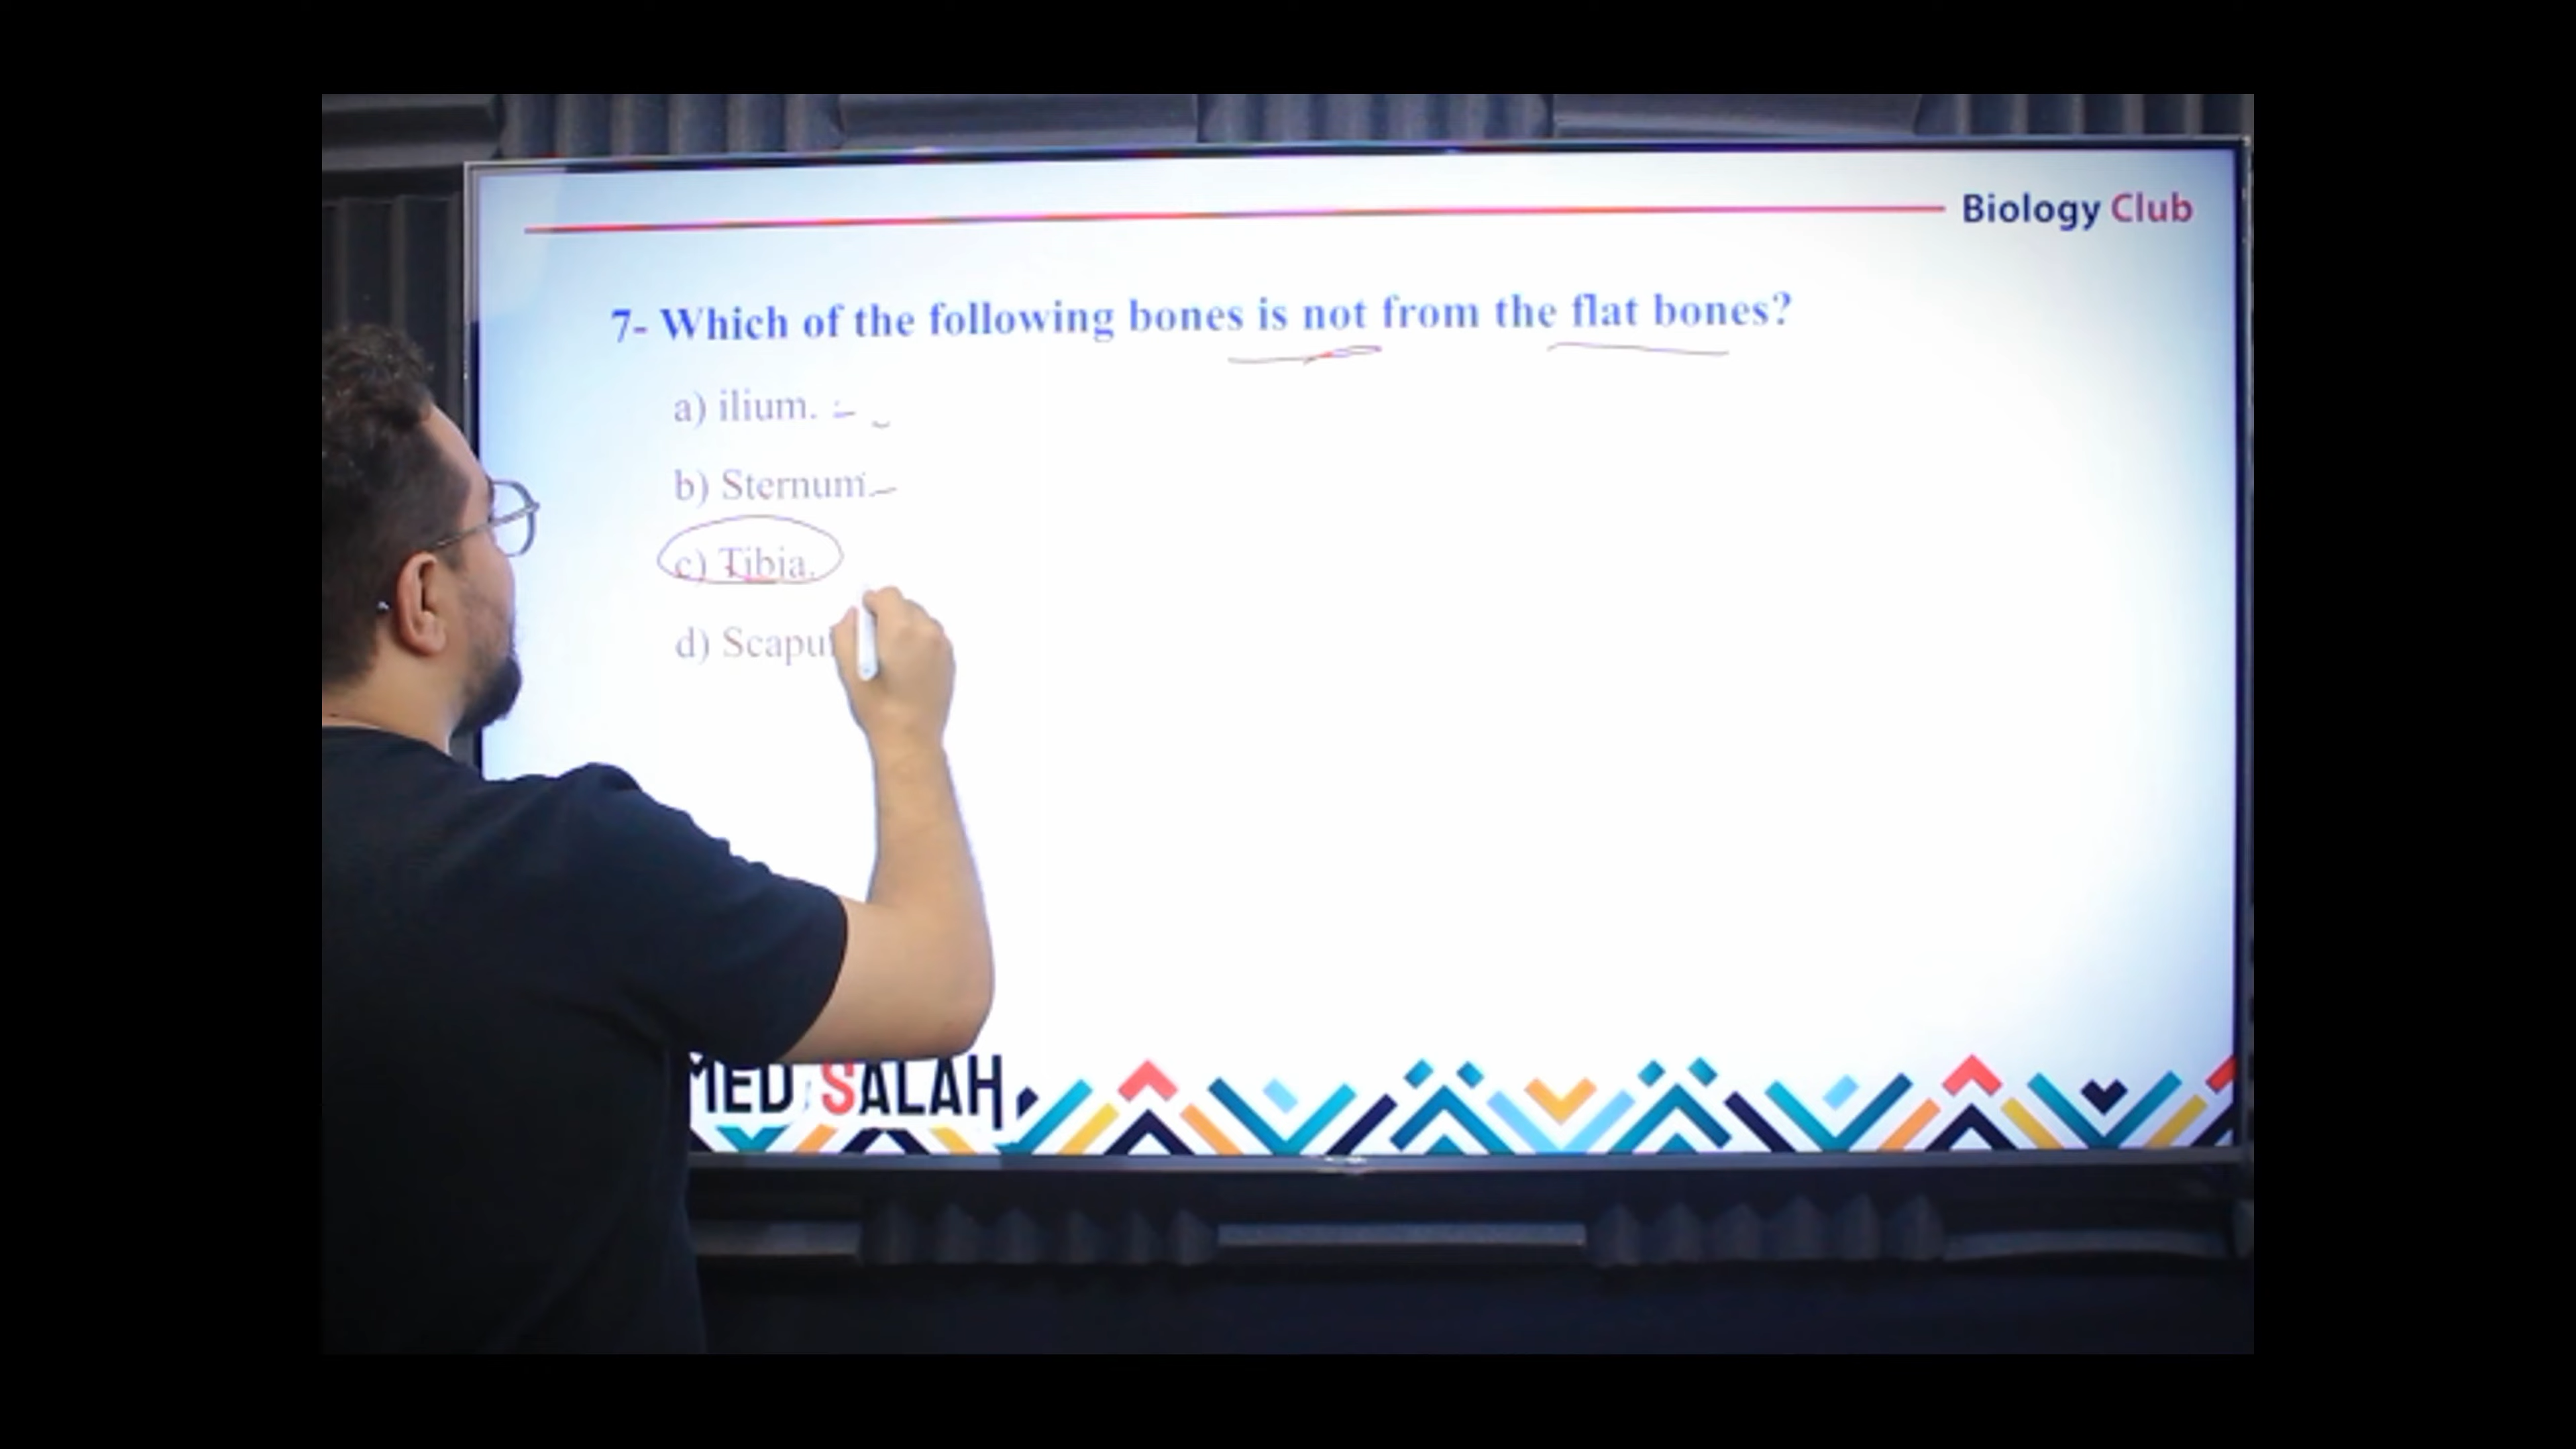 Biology Club
7- Which of the following bones is not from the flat bones?
a) ilium.
b) Sternum.
c) Tibia.
d) Scapu
MED SALAH